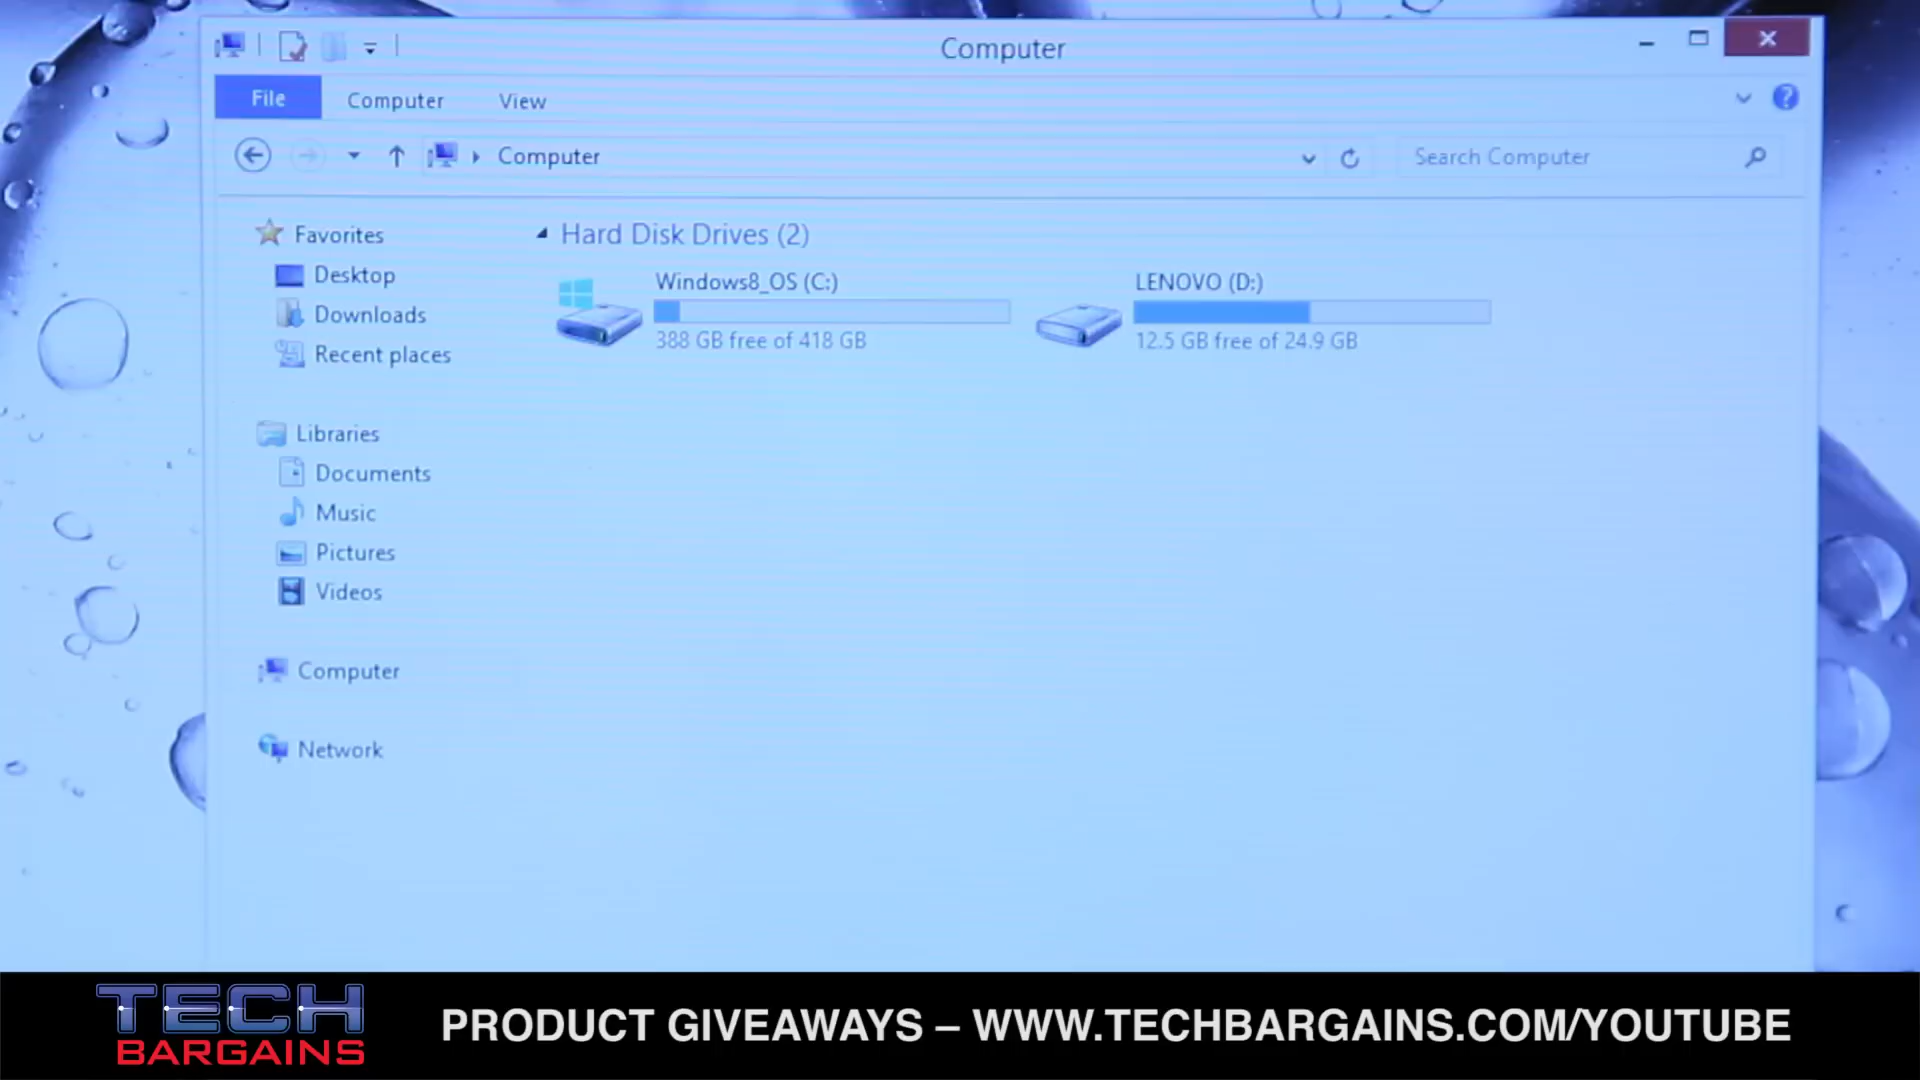 Computer
File Computer View
Computer
Search Computer
Favorites
Desktop
Downloads
Recent places
Libraries
Documents
Music
Pictures
Videos
Computer
Network
Hard Disk Drives (2)
Windows8_OS (C:)
388 GB free of 418 GB
LENOVO (D:)
12.5 GB free of 24.9 GB
TECH
BARGAINS
PRODUCT GIVEAWAYS – WWW.TECHBARGAINS.COM/YOUTUBE